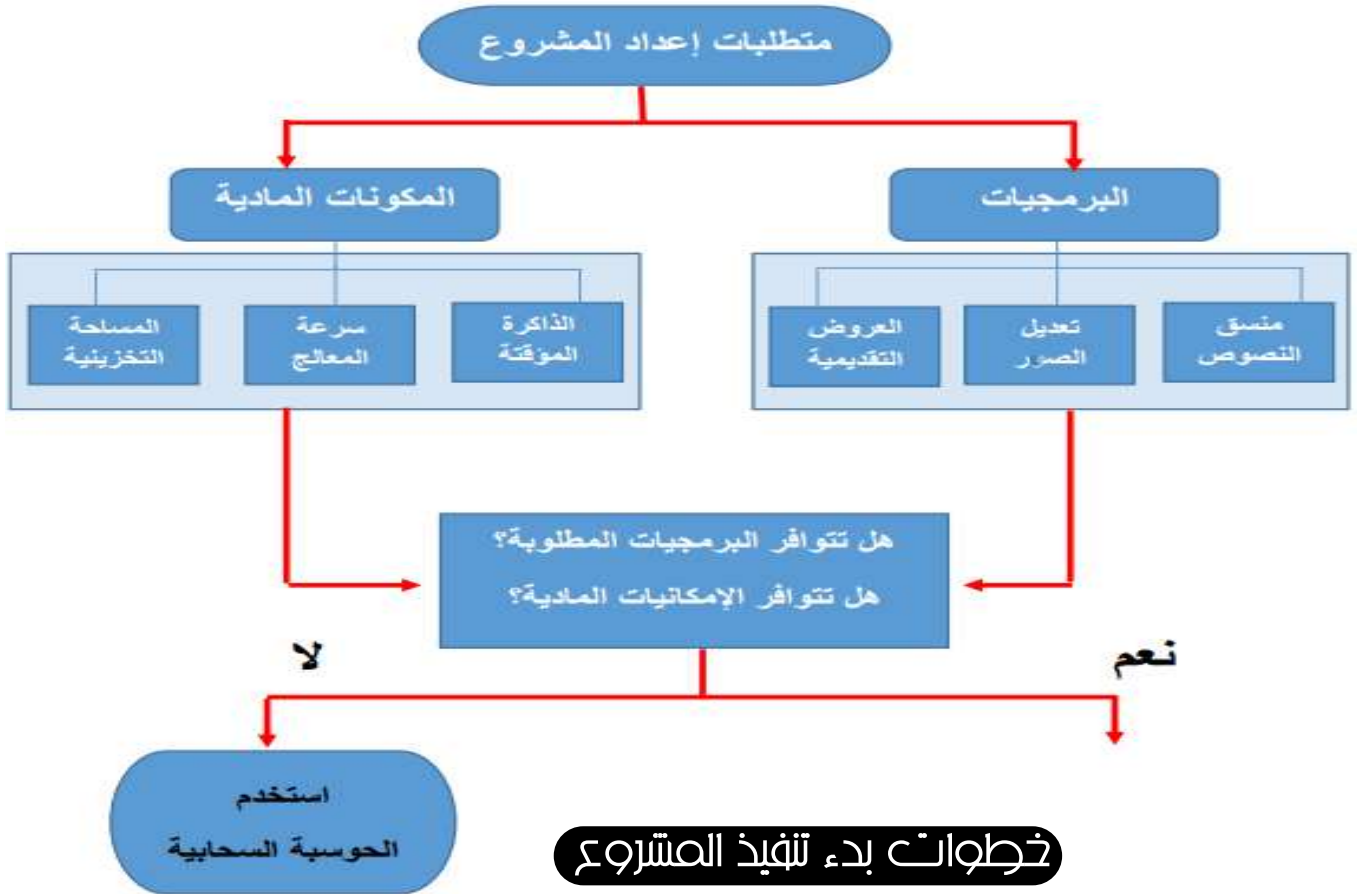 متطلبات إعداد المشروع
البرمجيات
المكونات المادية
منسق
النصوص
تعديل
الصور
العروض
التقديمية
الذاكرة
المؤقتة
سرعة
المعالج
المساحة
التخزينية
هل تتوافر البرمجيات المطلوبة؟
هل تتوافر الإمكانيات المادية؟
نعم
لا
استخدم
الحوسبة السحابية
خطوات بدء تنفيذ المشروع